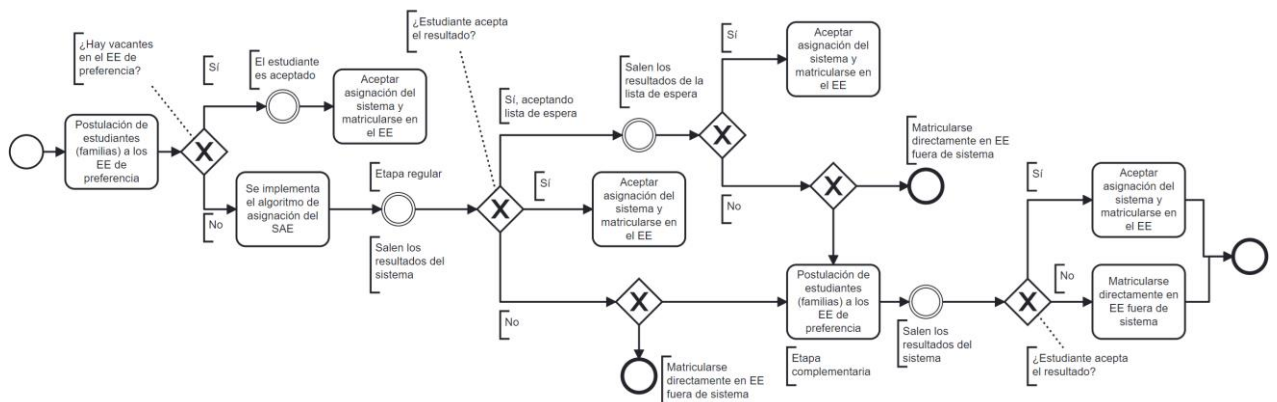 ¿Hay vacantes
en el EE de
preferencia?
Sí
El estudiante
es aceptado
Aceptar
asignación del
sistema y
matricularse en
el EE
Postulación de
estudiantes
(familias) a los
EE de
preferencia
No
Se implementa
el algoritmo de
asignación del
SAE
Etapa regular
Salen los
resultados del
sistema
¿Estudiante acepta
el resultado?
Sí, aceptando
lista de espera
Salen los
resultados de la
lista de espera
Sí
Aceptar
asignación del
sistema y
matricularse en
el EE
Sí
Aceptar
asignación del
sistema y
matricularse en
el EE
No
Matricularse
directamente en EE
fuera de sistema
No
Matricularse
directamente en EE
fuera de sistema
Postulación de
estudiantes
(familias) a los
EE de
preferencia
Etapa
complementaria
Salen los
resultados del
sistema
Sí
Aceptar
asignación del
sistema y
matricularse en
el EE
No
Matricularse
directamente en
EE fuera de
sistema
¿Estudiante acepta
el resultado?